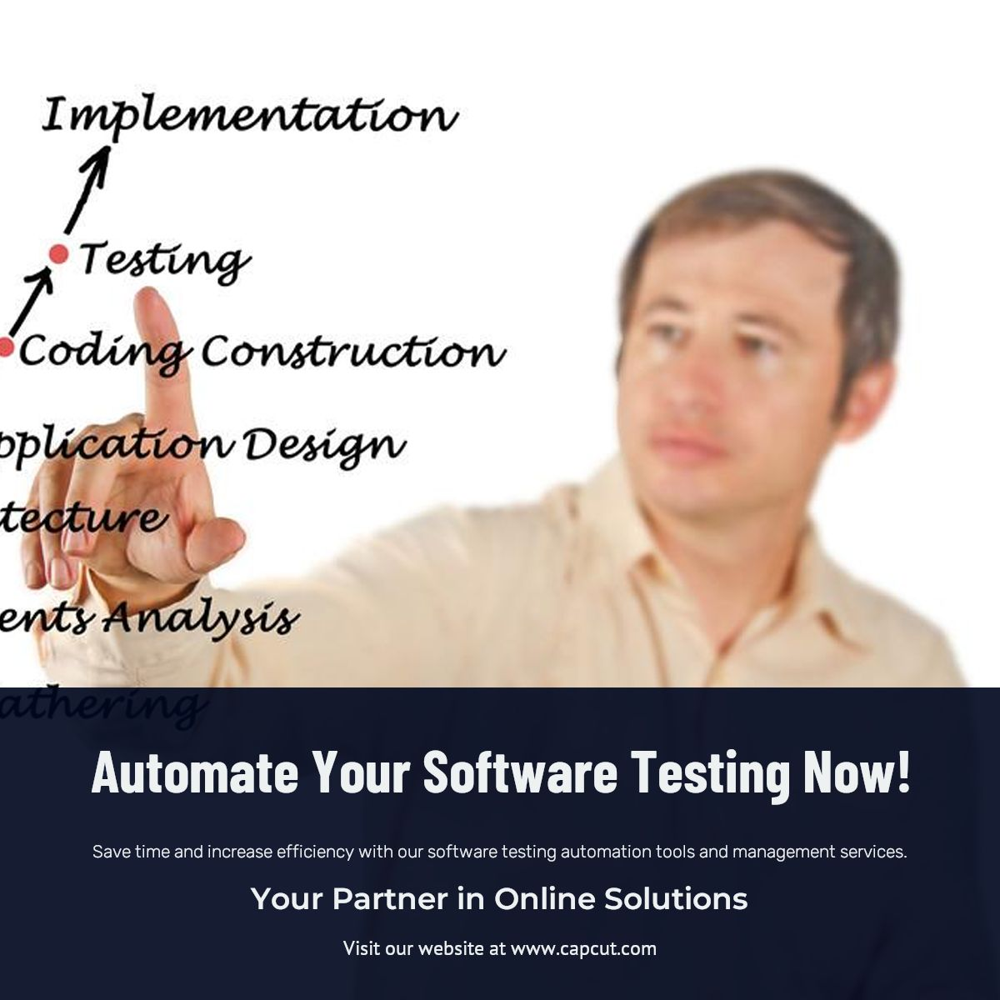 Implementation
Testing
Coding Construction
pplication Design
tecture
ents Analysis
athering
Automate Your Software Testing Now!
Save time and increase efficiency with our software testing automation tools and management services.
Your Partner in Online Solutions
Visit our website at www.capcut.com